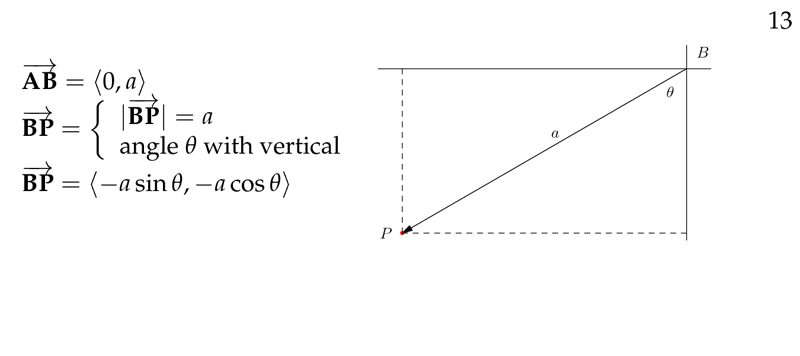 13
AB = ⟨0, a⟩
BP = { |BP| = a
angle θ with vertical
BP = ⟨−a sin θ, −a cos θ⟩
B
θ
a
P